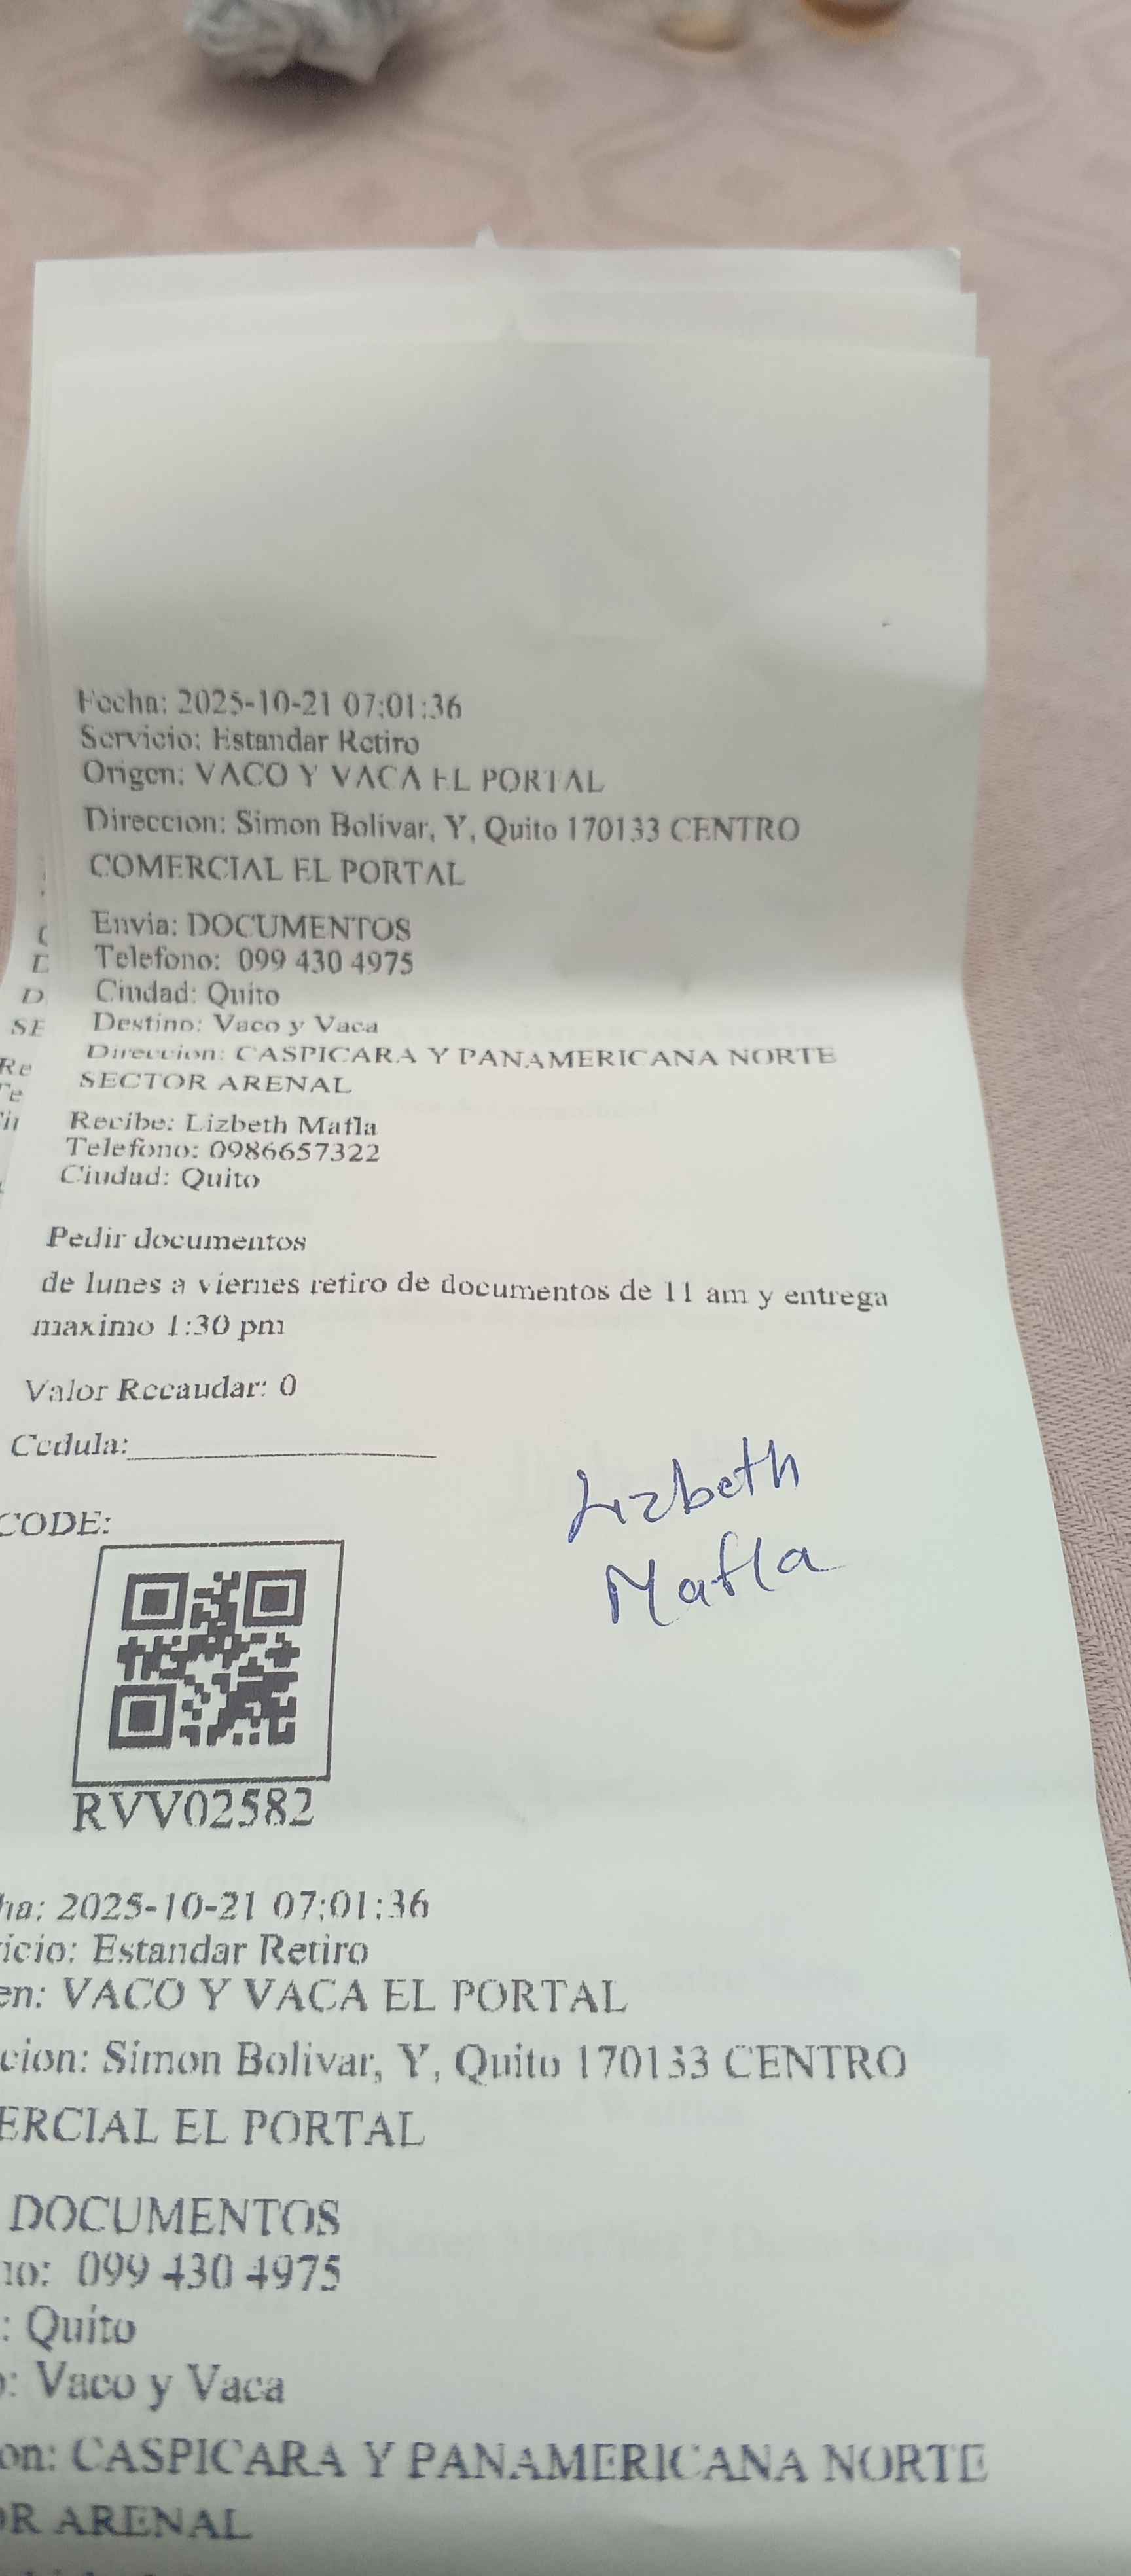 Fecha: 2025-10-21 07:01:36
Servicio: Estandar Retiro
Origen: VACO Y VACA EL PORTAL
Direccion: Simon Bolivar, Y, Quito 170133 CENTRO
COMERCIAL EL PORTAL
Envia: DOCUMENTOS
Telefono: 099 430 4975
Ciudad: Quito
Destino: Vaco y Vaca
Direccion: CASPICARA Y PANAMERICANA NORTE
SECTOR ARENAL
Recibe: Lizbeth Mafla
Telefono: 0986657322
Ciudad: Quito
Pedir documentos
de lunes a viernes retiro de documentos de 11 am y entrega
maximo 1:30 pm
Valor Recaudar: 0
Cedula:
CODE:
Lizbeth
Mafla
RVV02582
ha: 2025-10-21 07:01:36
icio: Estandar Retiro
en: VACO Y VACA EL PORTAL
cion: Simon Bolivar, Y, Quito 170133 CENTRO
ERCIAL EL PORTAL
DOCUMENTOS
no: 099 430 4975
: Quito
o: Vaco y Vaca
on: CASPICARA Y PANAMERICANA NORTE
OR ARENAL